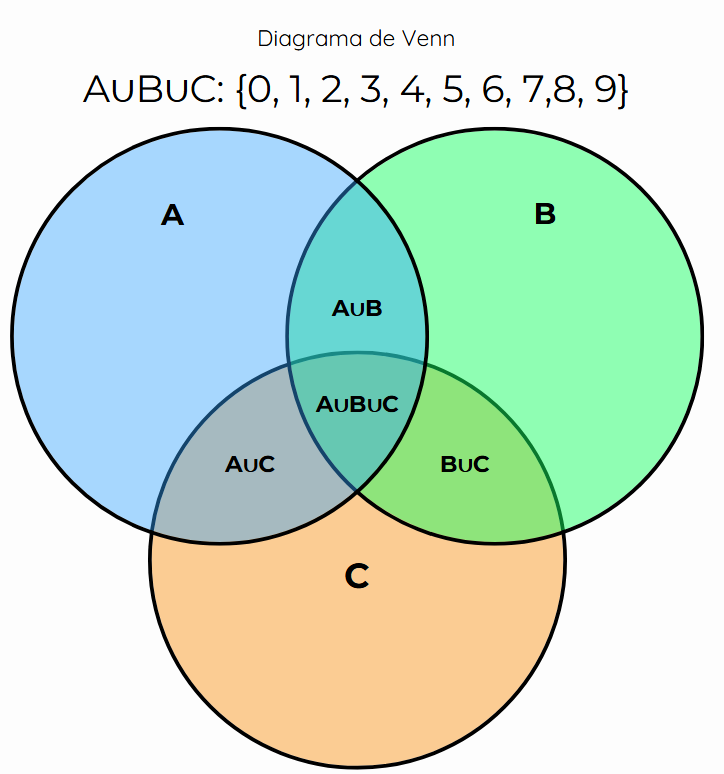 Diagrama de Venn
AuBuC: {0, 1, 2, 3, 4, 5, 6, 7,8, 9}
A
B
AuB
AuBuC
AuC
BuC
C